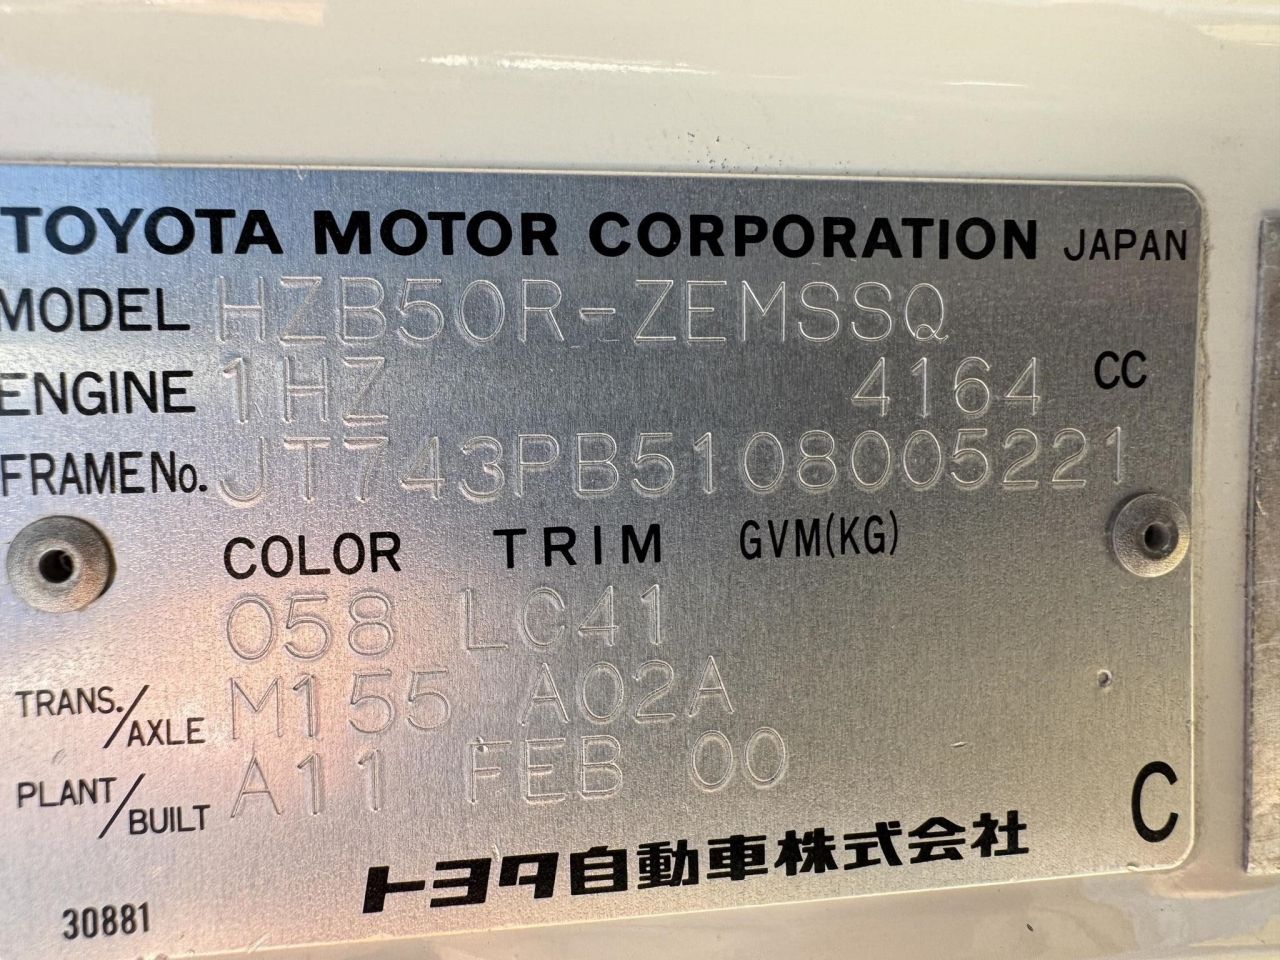 TOYOTA MOTOR CORPORATION JAPAN
MODEL HZB50R-ZEMSSQ
ENGINE 1HZ 4164 CC
FRAME No. JT743PB5108005221
COLOR TRIM GVM(KG)
058 LC41
TRANS./AXLE M155 A02A
PLANT/BUILT A11 FEB 00
C
トヨタ自動車株式会社
30881